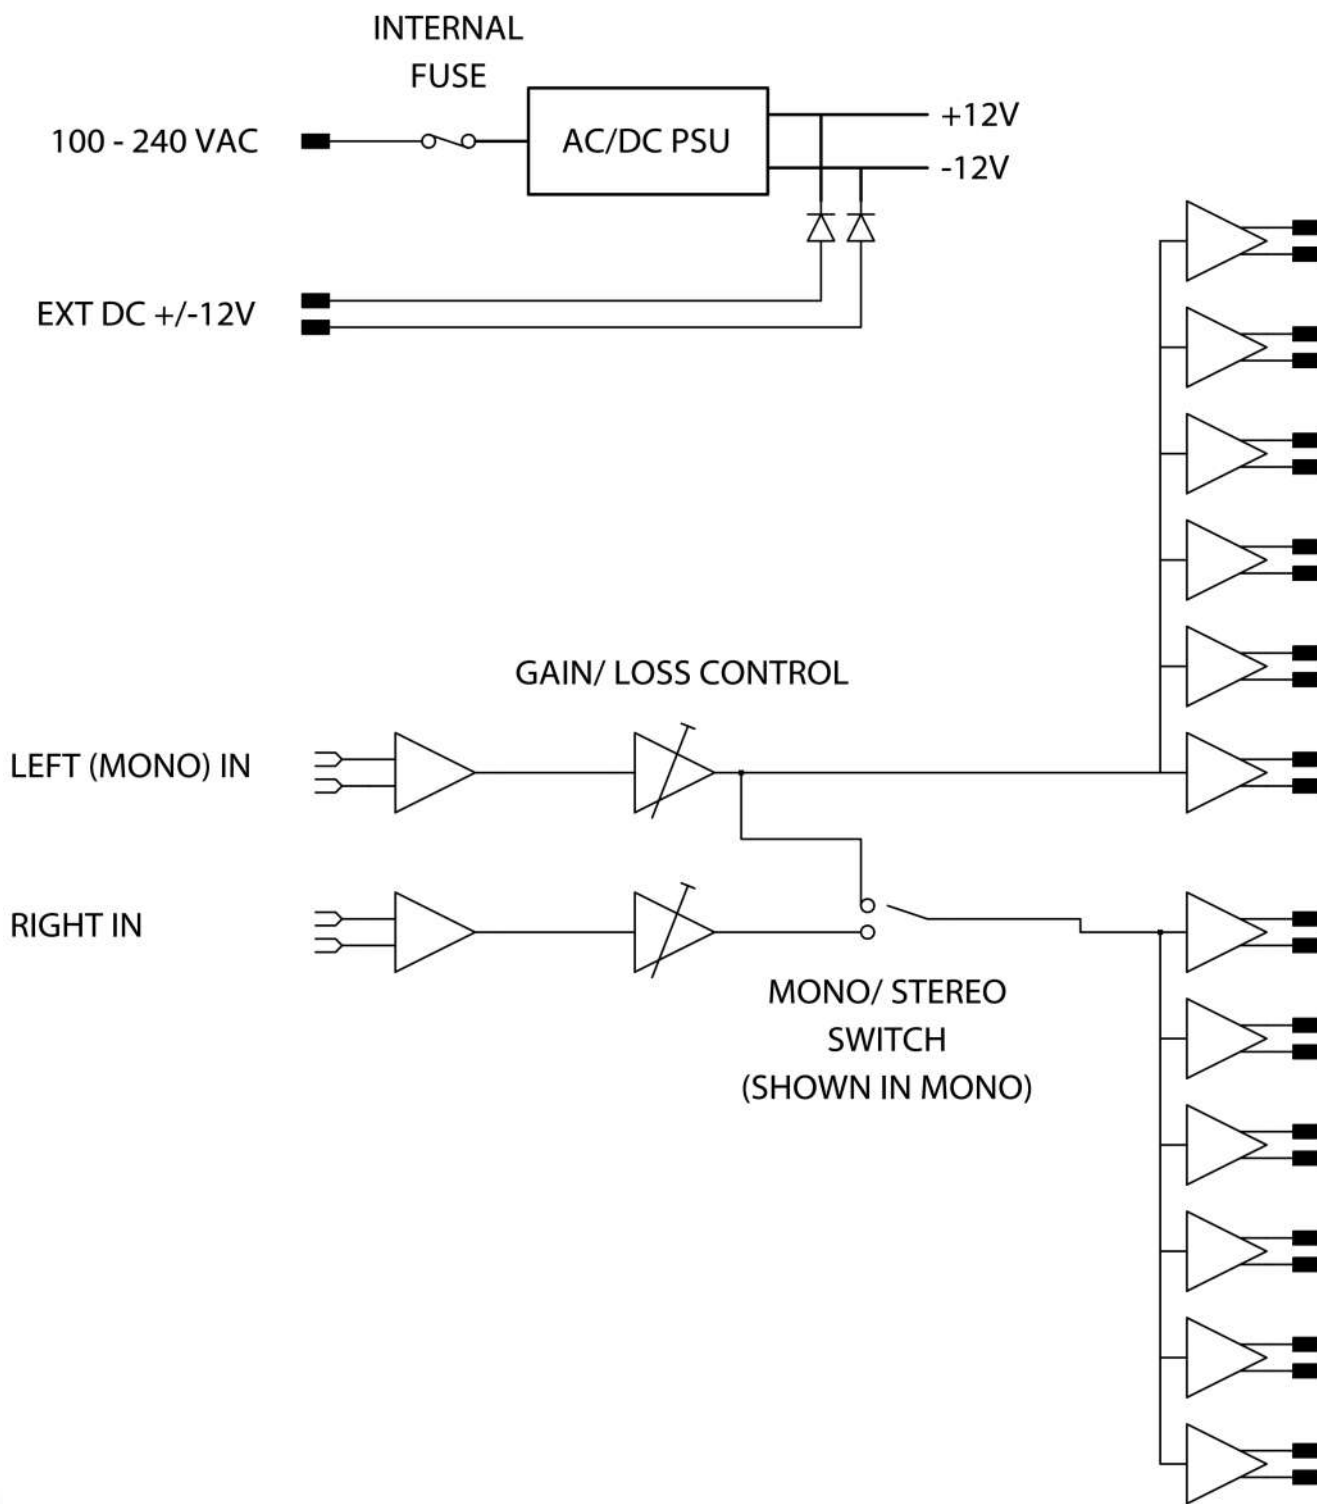 INTERNAL
FUSE
100 - 240 VAC
AC/DC PSU
+12V
-12V
EXT DC +/-12V
GAIN/ LOSS CONTROL
LEFT (MONO) IN
RIGHT IN
MONO/ STEREO
SWITCH
(SHOWN IN MONO)